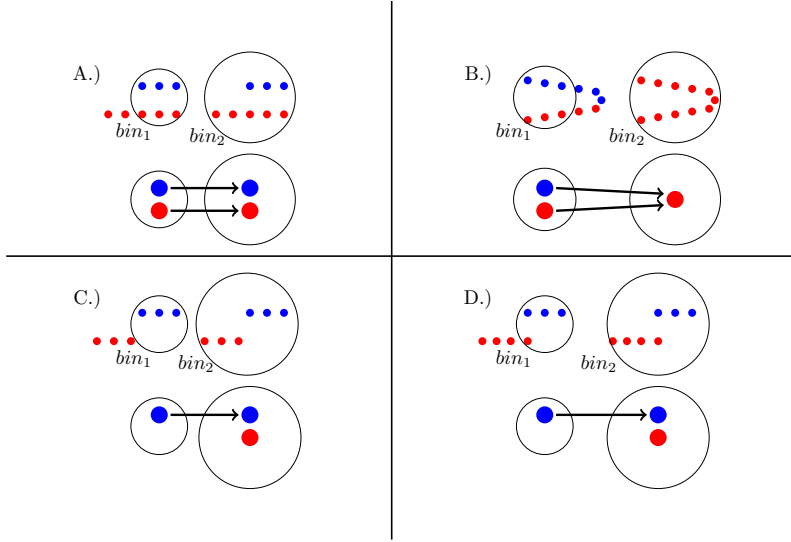 A.)
bin₁
bin₂
B.)
bin₁
bin₂
C.)
bin₁
bin₂
D.)
bin₁
bin₂